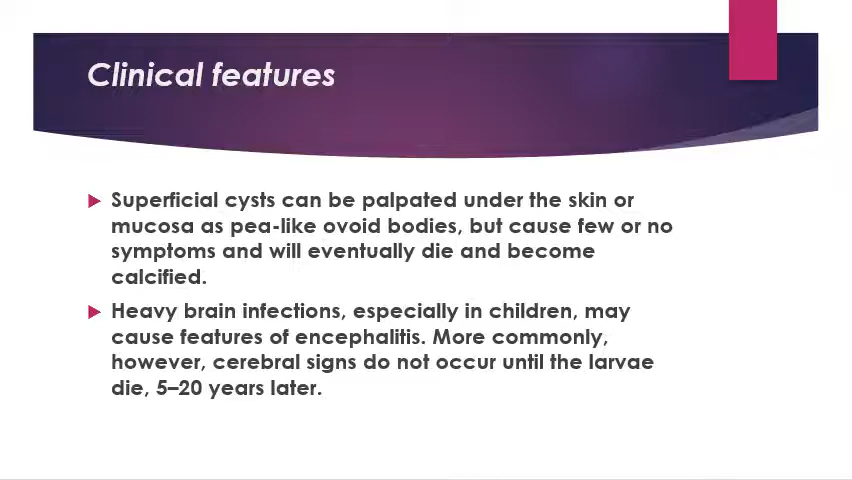 Clinical features
Superficial cysts can be palpated under the skin or
mucosa as pea-like ovoid bodies, but cause few or no
symptoms and will eventually die and become
calcified.
Heavy brain infections, especially in children, may
cause features of encephalitis. More commonly,
however, cerebral signs do not occur until the larvae
die, 5–20 years later.